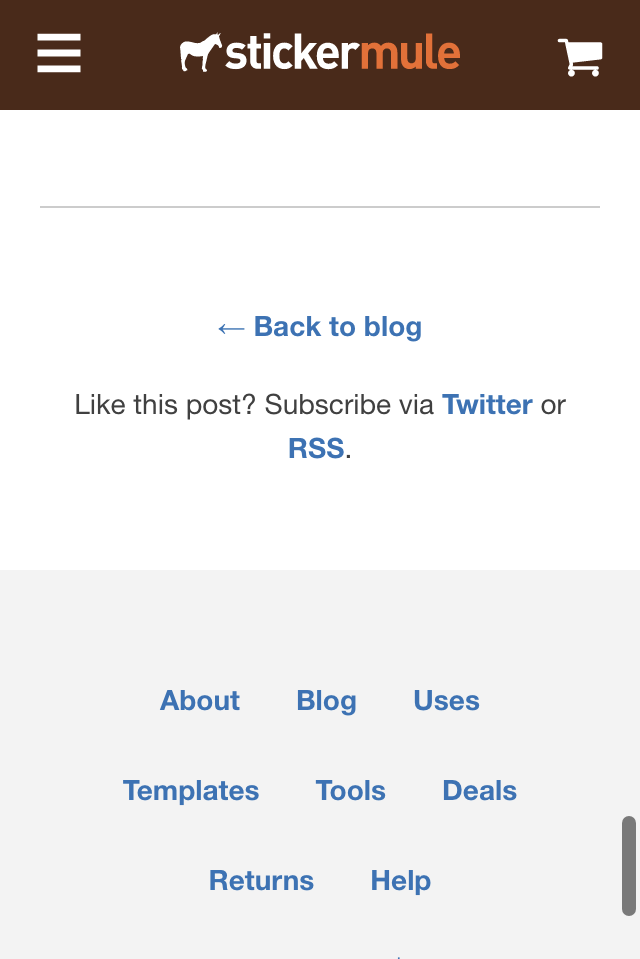 stickermule
← Back to blog
Like this post? Subscribe via Twitter or
RSS.
About Blog Uses
Templates Tools Deals
Returns Help